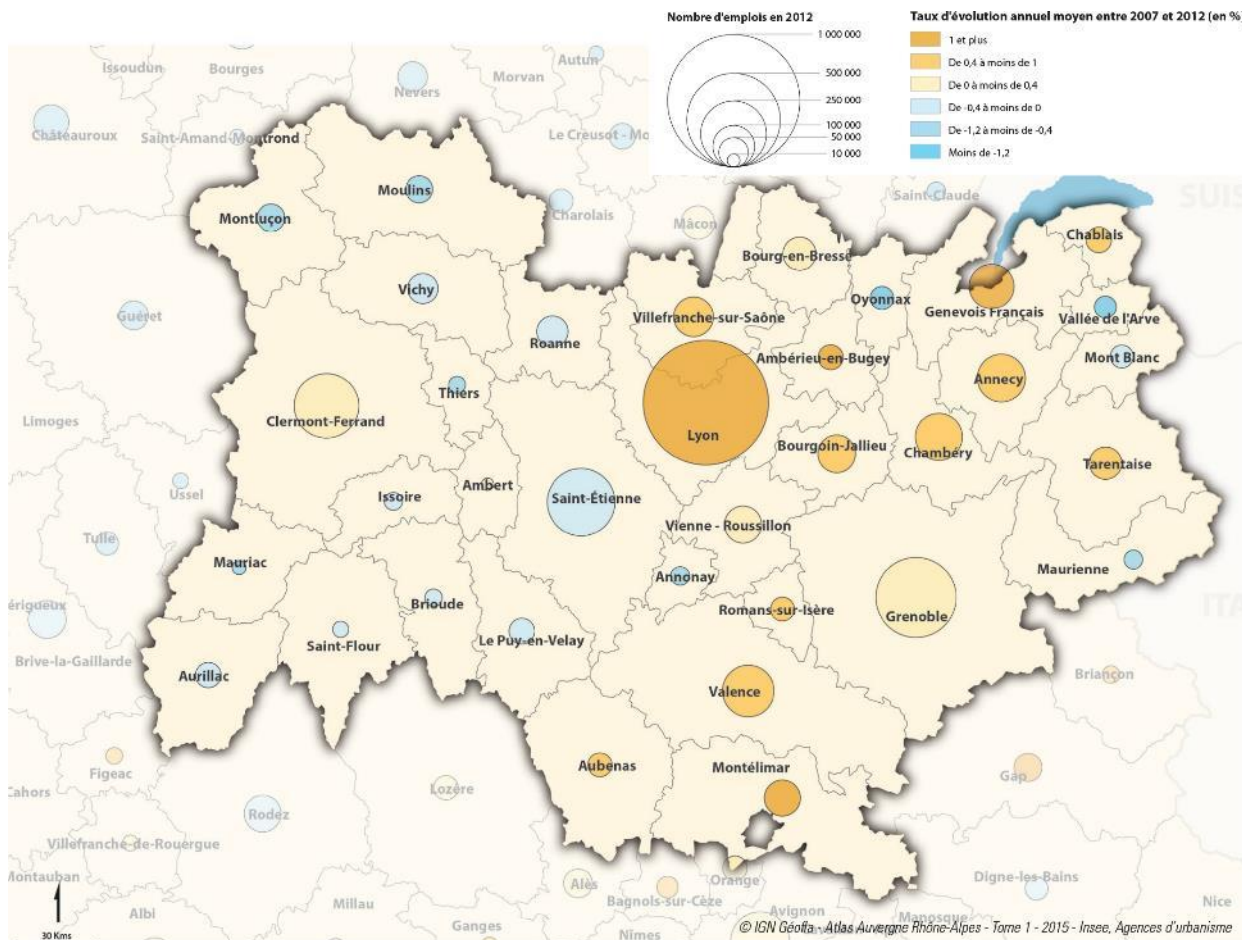 Nombre d'emplois en 2012
1 000 000
500 000
250 000
100 000
50 000
10 000
Taux d'évolution annuel moyen entre 2007 et 2012 (en %)
1 et plus
De 0,4 à moins de 1
De 0 à moins de 0,4
De -0,4 à moins de 0
De -1,2 à moins de -0,4
Moins de -1,2
Issoudun
Bourges
Nevers
Morvan
Autun
Châteauroux
Saint-Amand-Montrond
Le Creusot - Mo
Saint-Claude
SUIS
Moulins
Charolais
Mâcon
Montluçon
Chablais
Bourg-en-Bresse
Vichy
Oyonnax
Genevois Français
Vallée de l'Arve
Guéret
Villefranche-sur-Saône
Roanne
Ambérieu-en-Bugey
Mont Blanc
Thiers
Annecy
Limoges
Clermont-Ferrand
Lyon
Bourgoin-Jallieu
Chambéry
Tarentaise
Ussel
Issoire
Ambert
Saint-Étienne
Vienne - Roussillon
Tulle
Mauriac
Annonay
Maurienne
érigueux
Brioude
Romans-sur-Isère
Grenoble
ITA
Brive-la-Gaillarde
Saint-Flour
Le Puy-en-Velay
Aurillac
Briançon
Valence
Aubenas
Montélimar
Figeac
Gap
Cahors
Lozère
Rodez
Villefranche-de-Rouergue
Montauban
Alès
Orange
Digne-les-Bains
Bagnols-sur-Cèze
Millau
Nice
Albi
Avignon
Manosque
Ganges
Nîmes
30 Kms
© IGN Géofla - Atlas Auvergne Rhône-Alpes - Tome 1 - 2015 - Insee, Agences d'urbanisme